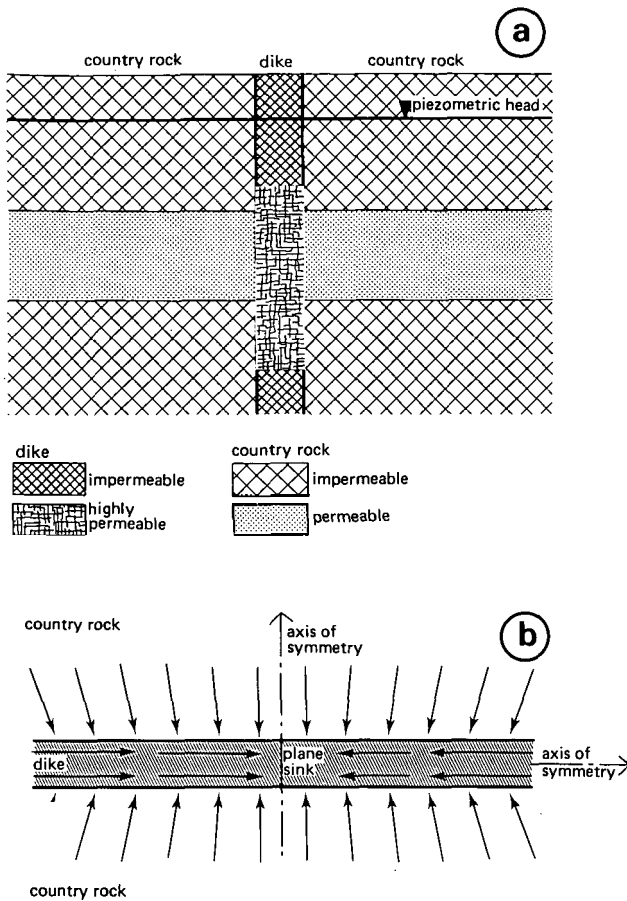 a
country rock
dike
country rock
piezometric head
dike
impermeable
highly
permeable
country rock
impermeable
permeable
b
country rock
axis of
symmetry
dike
plane
sink
axis of
symmetry
country rock